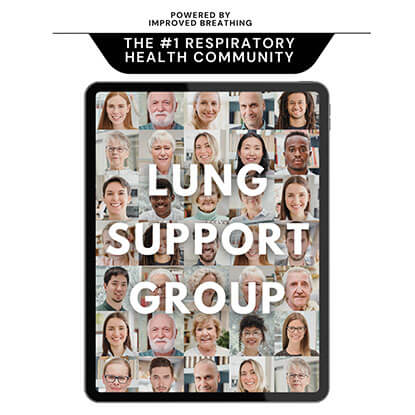 POWERED BY
IMPROVED BREATHING
THE #1 RESPIRATORY
HEALTH COMMUNITY
LUNG
SUPPORT
GROUP